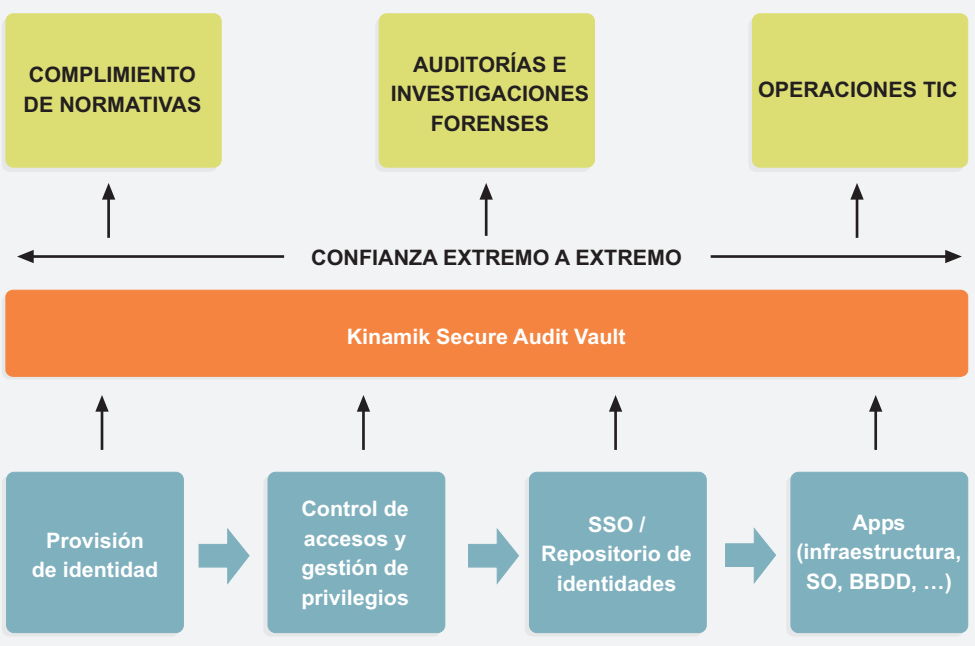 COMPLIMIENTO
DE NORMATIVAS
AUDITORÍAS E
INVESTIGACIONES
FORENSES
OPERACIONES TIC
CONFIANZA EXTREMO A EXTREMO
Kinamik Secure Audit Vault
Provisión
de identidad
Control de
accesos y
gestión de
privilegios
SSO /
Repositorio de
identidades
Apps
(infraestructura,
SO, BBDD, …)